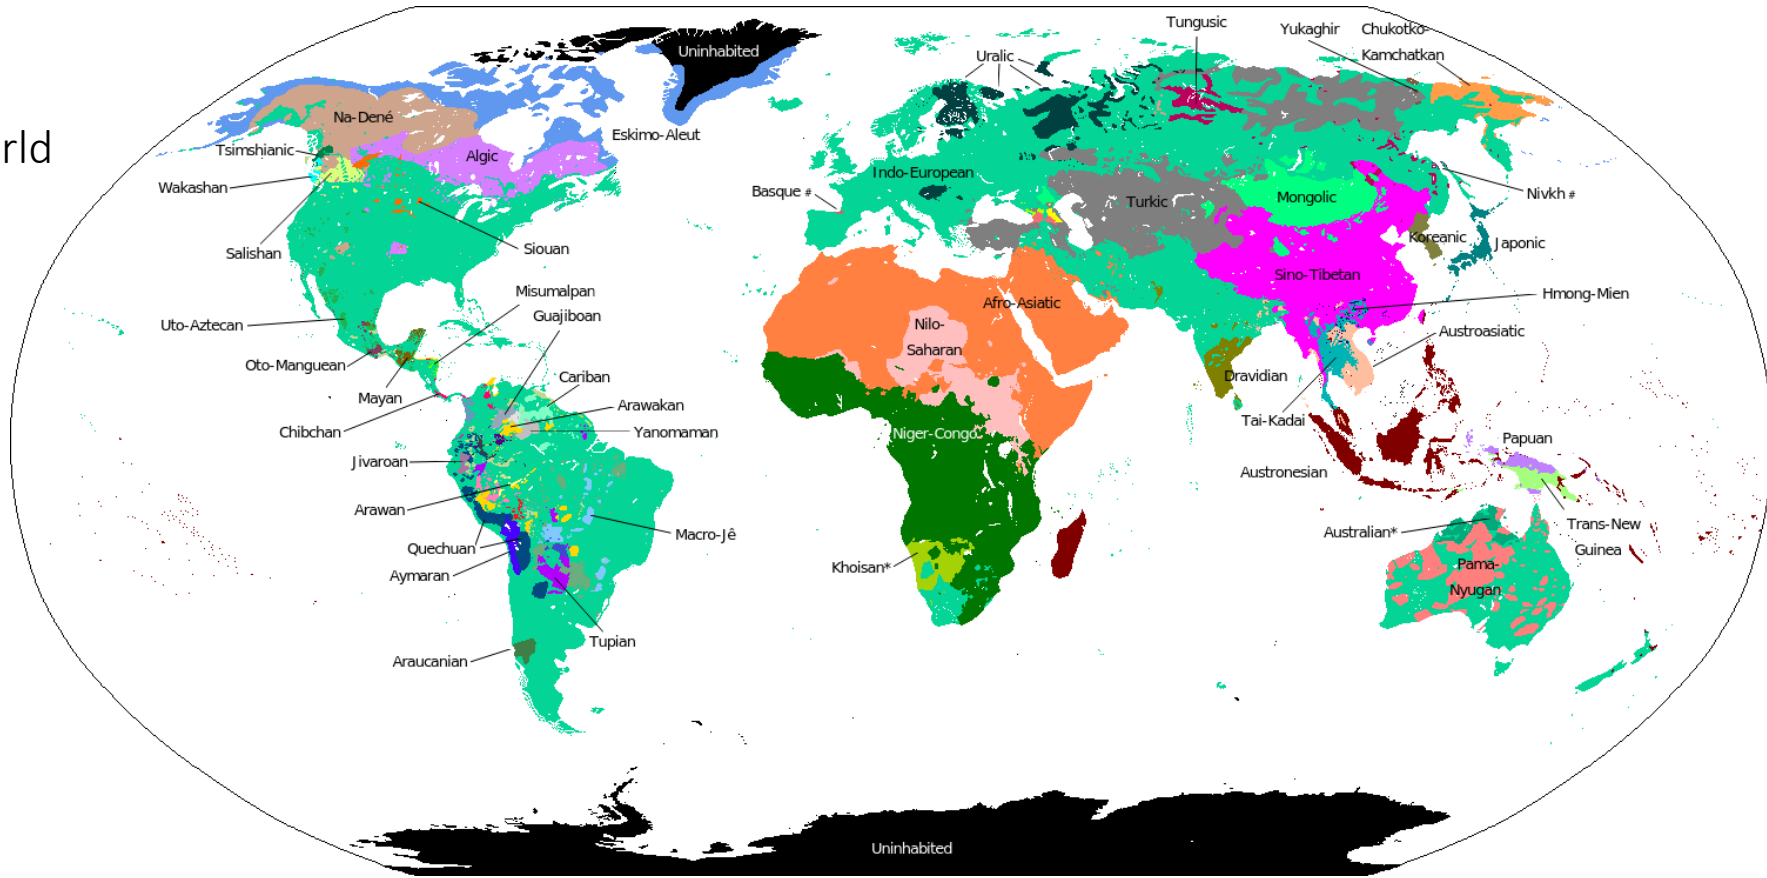 rld
Uninhabited
Tungusic
Yukaghir
Chukotko-
Kamchatkan
Uralic
Na-Dené
Eskimo-Aleut
Tsimshianic
Algic
Wakashan
Indo-European
Basque #
Turkic
Mongolic
Nivkh #
Salishan
Siouan
Koreanic
Japonic
Sino-Tibetan
Misumalpan
Guajiboan
Afro-Asiatic
Hmong-Mien
Uto-Aztecan
Nilo-
Saharan
Austroasiatic
Oto-Manguean
Mayan
Cariban
Dravidian
Arawakan
Tai-Kadai
Chibchan
Yanomaman
Niger-Congo
Papuan
Jivaroan
Austronesian
Arawan
Macro-Jê
Australian*
Trans-New
Guinea
Quechuan
Aymaran
Khoisan*
Pama-
Nyugan
Tupian
Araucanian
Uninhabited